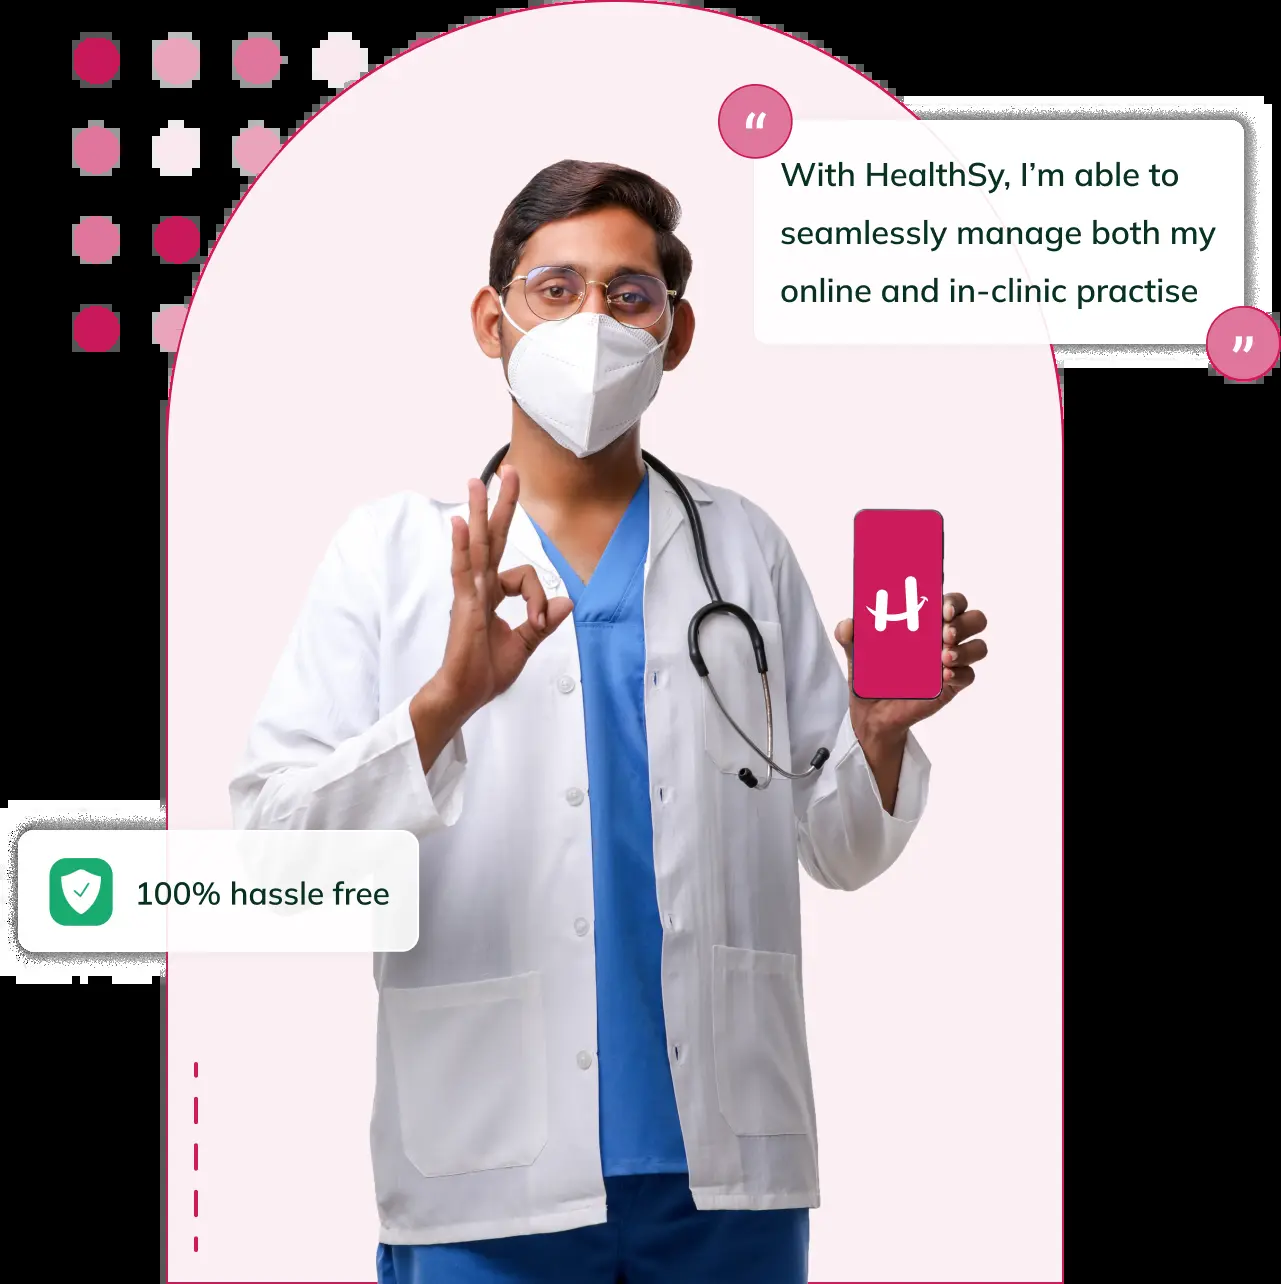 “
With HealthSy, I’m able to
seamlessly manage both my
online and in-clinic practise
”
H
100% hassle free